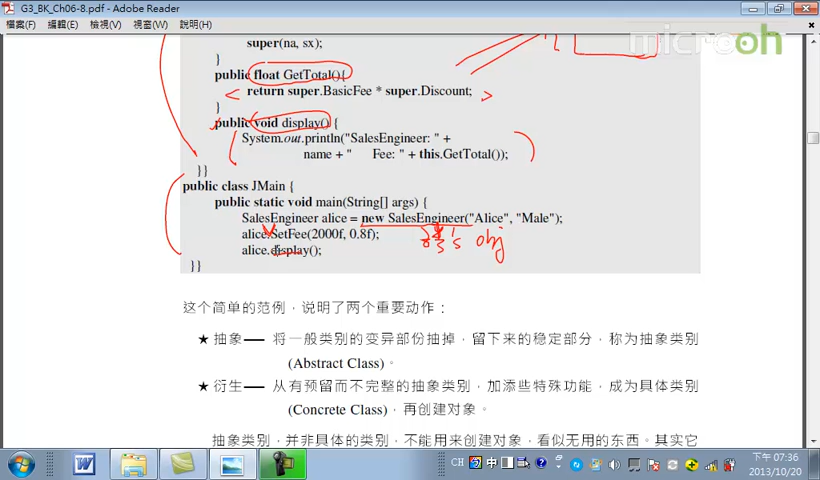 G3_BK_Ch06-8.pdf - Adobe Reader
檔案(F) 編輯(E) 檢視(V) 視窗(W) 說明(H)
microoh
super(na, sx);
}
public float GetTotal(){
return super.BasicFee * super.Discount;
}
public void display() {
System.out.println("SalesEngineer: " +
name + " Fee: " + this.GetTotal());
}}
public class JMain {
public static void main(String[] args) {
SalesEngineer alice = new SalesEngineer("Alice", "Male");
alice.SetFee(2000f, 0.8f);
alice.display();
obj
}}
这个简单的范例，说明了两个重要动作：
★ 抽象── 将一般类别的变异部份抽掉，留下来的稳定部分，称为抽象类别
(Abstract Class)。
★ 衍生── 从有预留而不完整的抽象类别，加添些特殊功能，成为具体类别
(Concrete Class)，再创建对象。
抽象类别，并非具体的类别，不能用来创建对象，看似无用的东西。其实它
CH 中
下午 07:36
2013/10/20